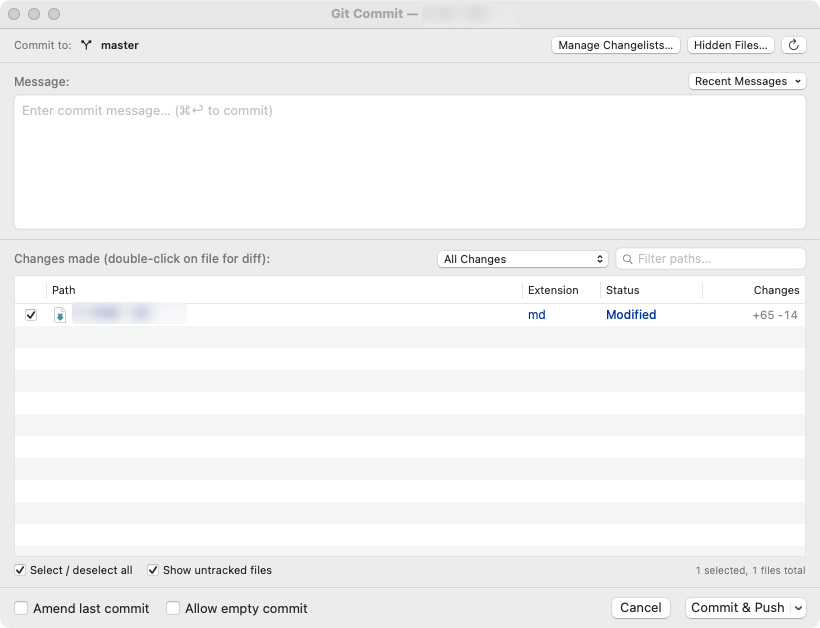 Git Commit —
Commit to: master
Manage Changelists... Hidden Files...
Message: Recent Messages
Enter commit message... (⌘↩ to commit)
Changes made (double-click on file for diff): All Changes Filter paths...
Path Extension Status Changes
md Modified +65 -14
Select / deselect all Show untracked files 1 selected, 1 files total
Amend last commit Allow empty commit Cancel Commit & Push